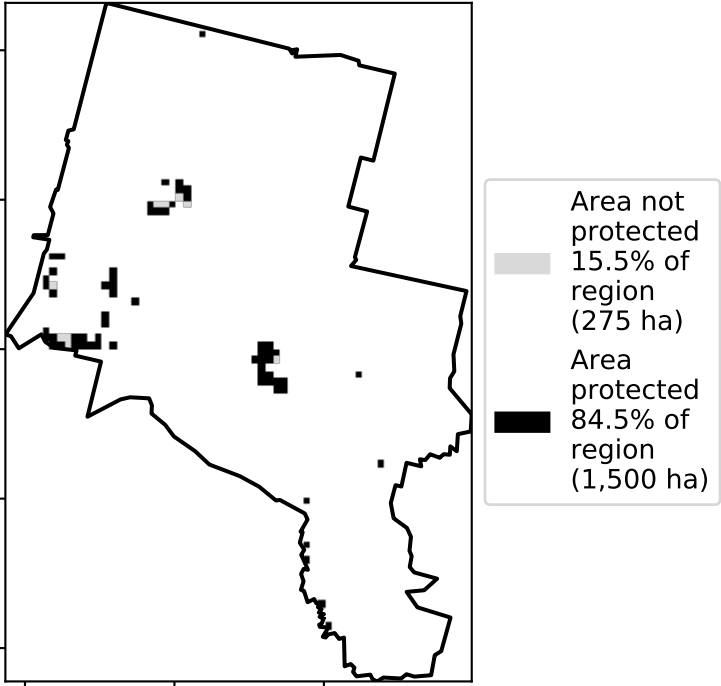 Area not
protected
15.5% of
region
(275 ha)
Area
protected
84.5% of
region
(1,500 ha)